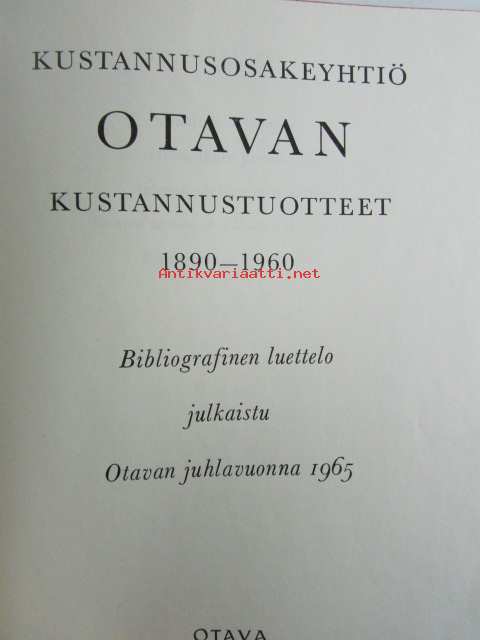 KUSTANNUSOSAKEYHTIÖ
OTAVAN
KUSTANNUSTUOTTEET
1890—1960
Antikvariaatti.net
Bibliografinen luettelo
julkaistu
Otavan juhlavuonna 1965
OTAVA